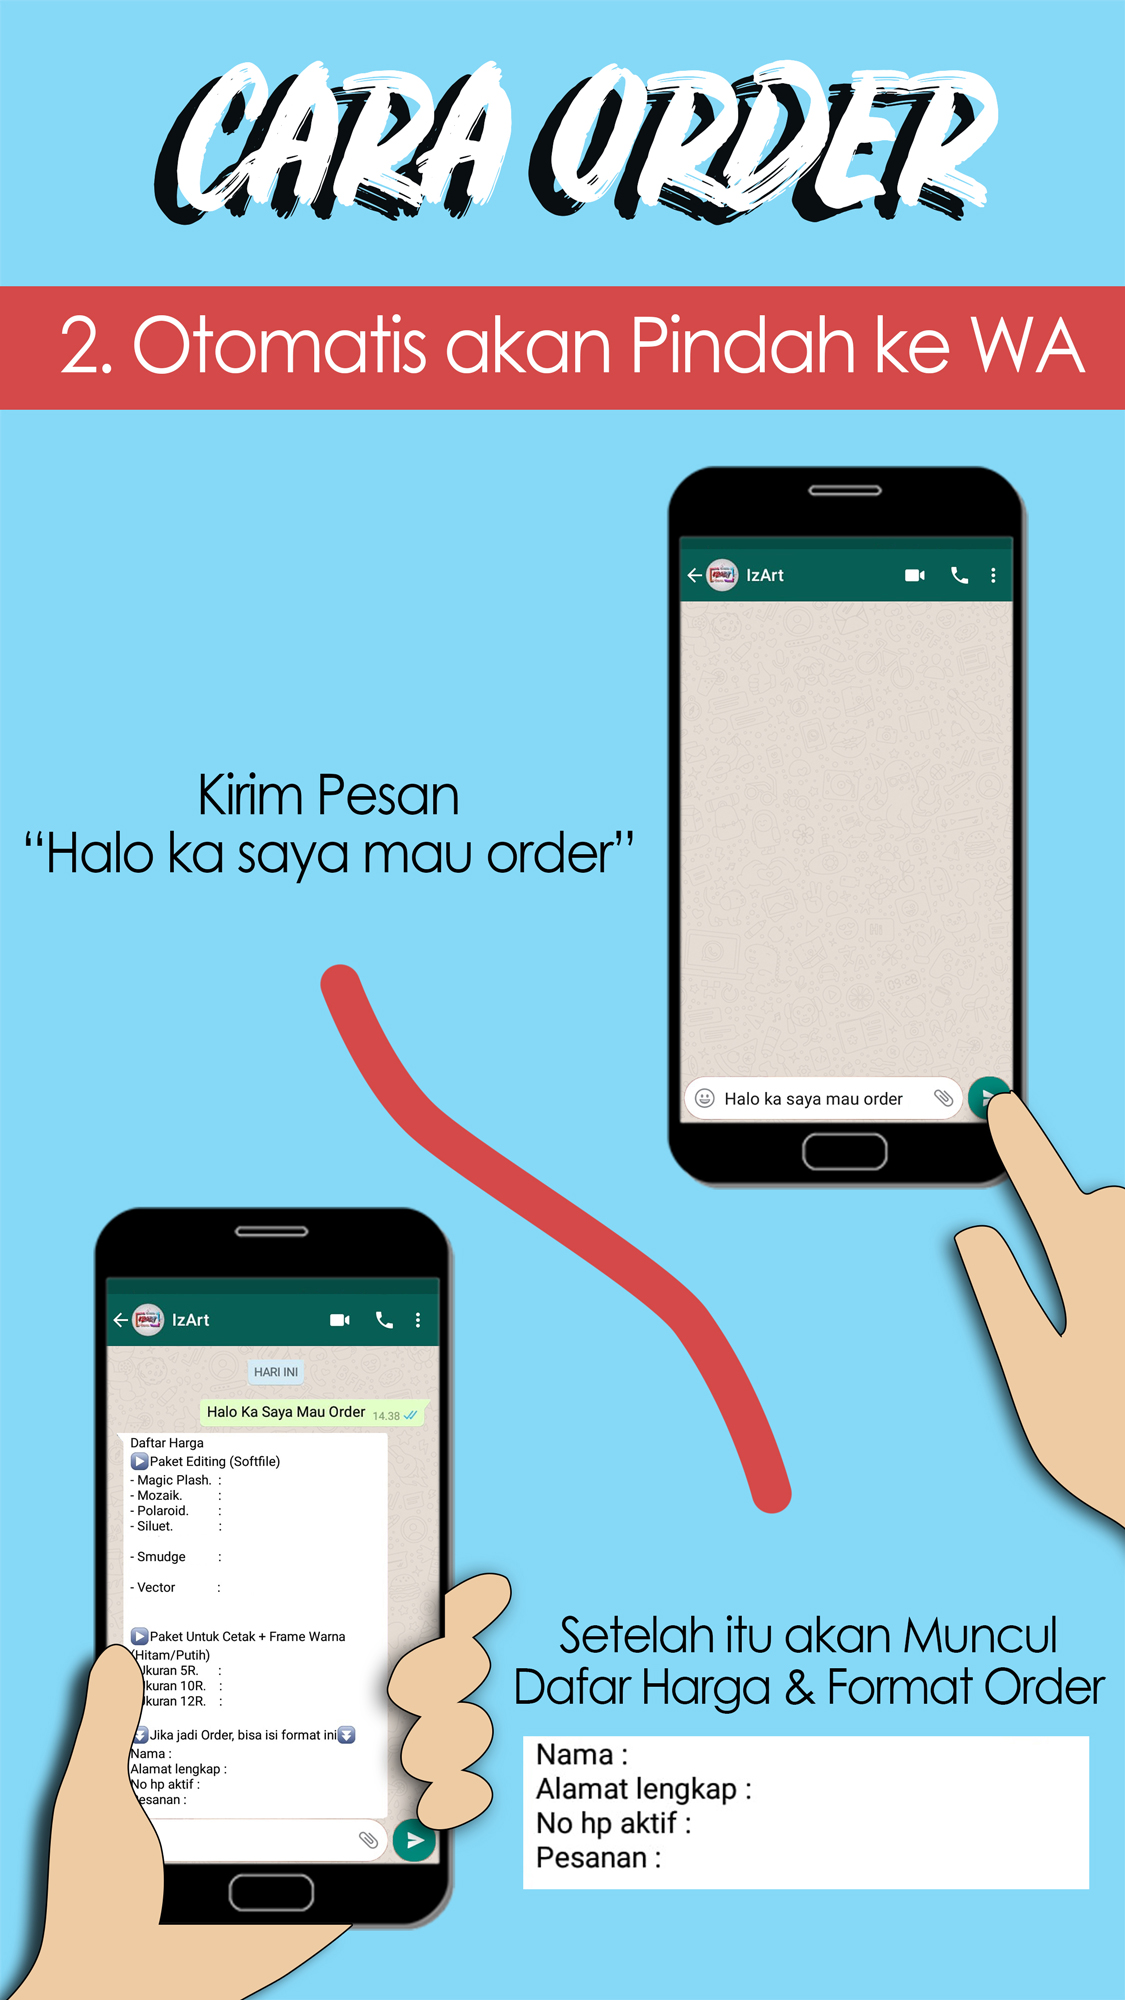 CARA ORDER
2. Otomatis akan Pindah ke WA
IzArt
Kirim Pesan
“Halo ka saya mau order”
Halo ka saya mau order
IzArt
HARI INI
Halo Ka Saya Mau Order 14.38
Daftar Harga
Paket Editing (Softfile)
- Magic Plash. :
- Mozaik. :
- Polaroid. :
- Siluet. :
- Smudge :
- Vector :
Paket Untuk Cetak + Frame Warna
(Hitam/Putih)
kuran 5R. :
kuran 10R. :
kuran 12R. :
Jika jadi Order, bisa isi format ini
Nama :
Alamat lengkap :
No hp aktif :
esanan :
Setelah itu akan Muncul
Dafar Harga & Format Order
Nama :
Alamat lengkap :
No hp aktif :
Pesanan :